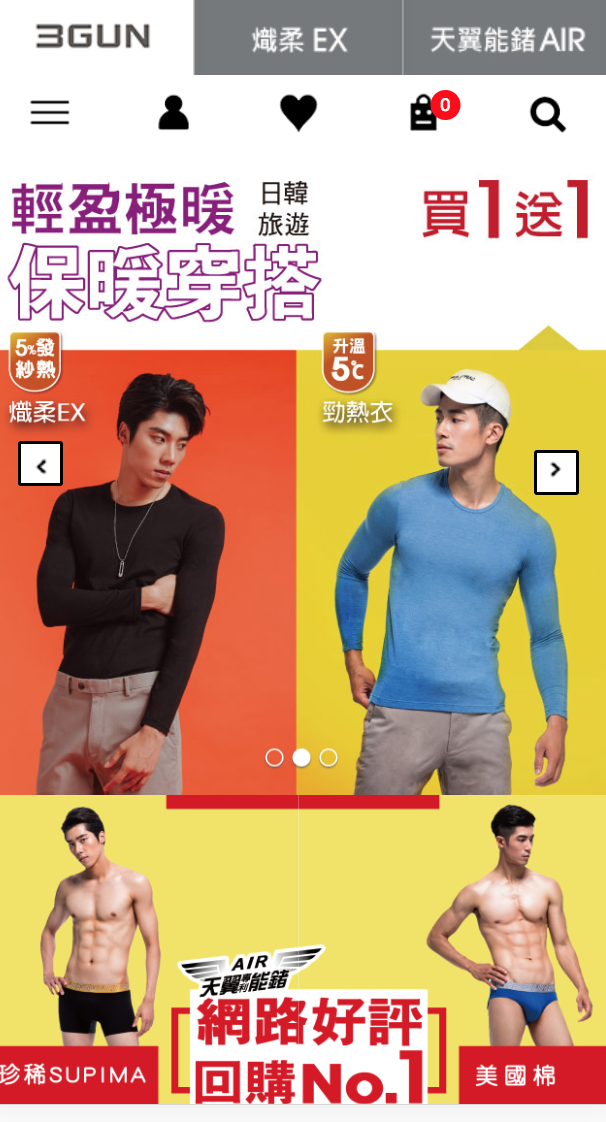 3GUN
熾柔 EX
天翼能鍺AIR
0
輕盈極暖
日韓
旅遊
保暖穿搭
買1送1
5%發
紗熱
熾柔EX
升溫
5℃
勁熱衣
AIR
天翼專利能鍺
網路好評
回購No.1
珍稀SUPIMA
美國棉